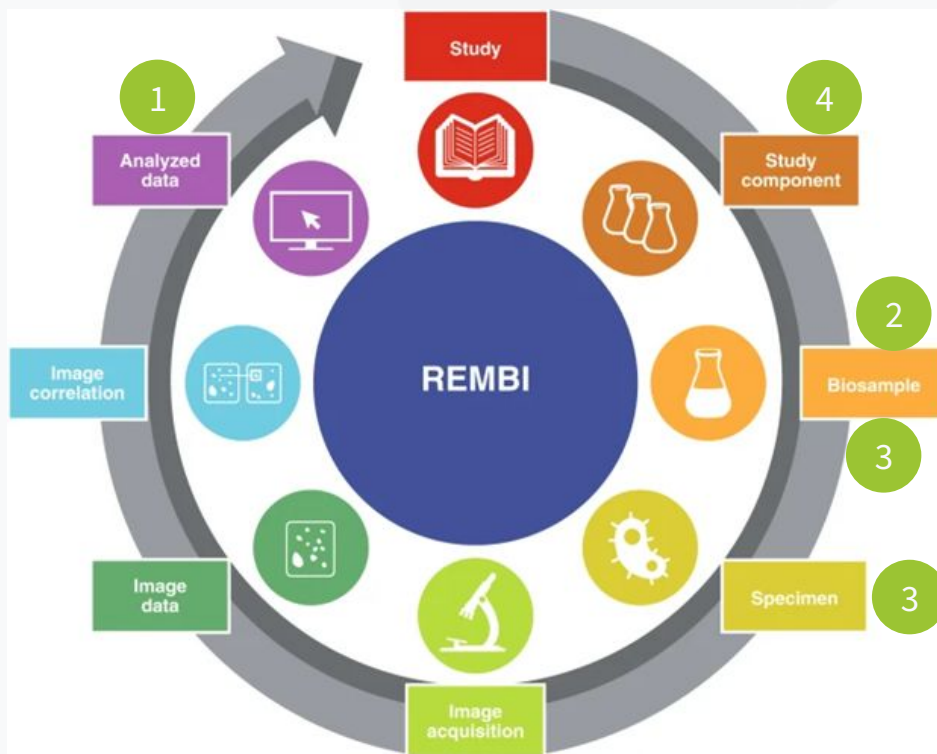 Study
1
Analyzed
data
4
Study
component
2
Image
correlation
REMBI
Biosample
3
Image
data
Specimen
3
Image
acquisition